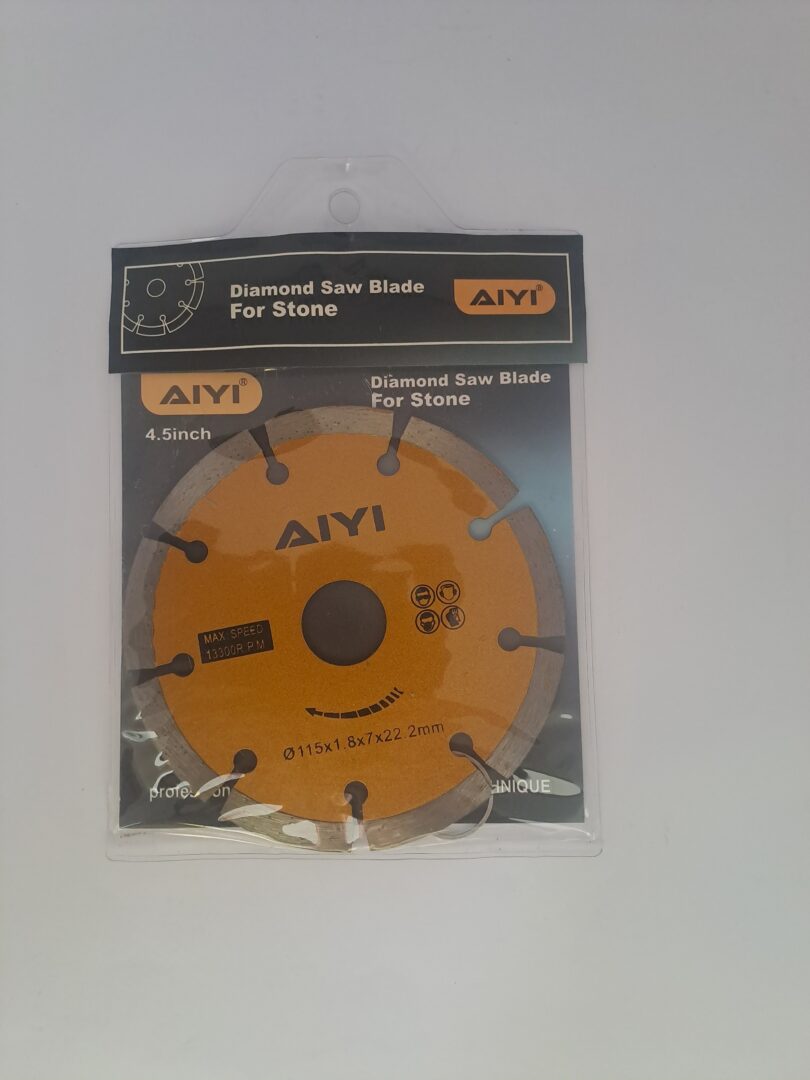 Diamond Saw Blade
For Stone
AIYI®
AIYI®
Diamond Saw Blade
For Stone
4.5inch
AIYI
MAX SPEED
13300R.P.M
Ø115x1.8x7x22.2mm